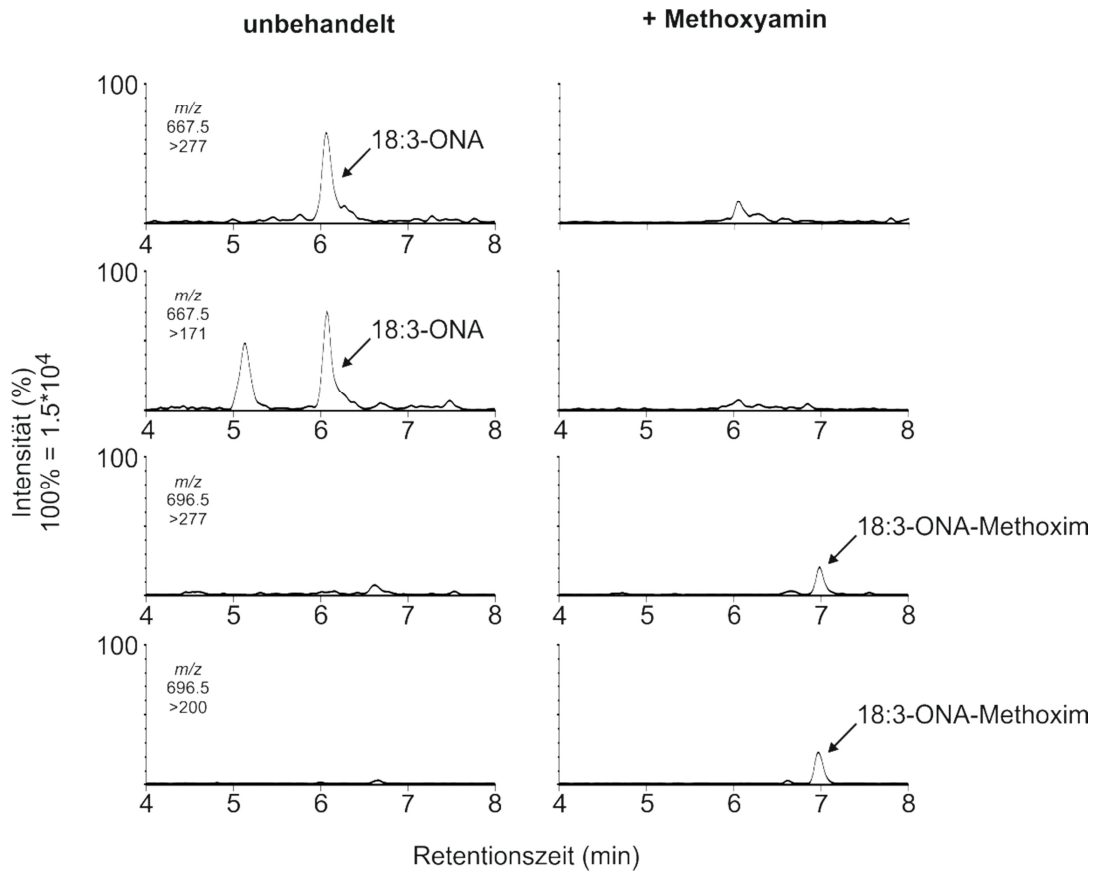 unbehandelt
+ Methoxyamin
100
m/z
667.5
>277
18:3-ONA
4 5 6 7 8
4 5 6 7 8
100
m/z
667.5
>171
18:3-ONA
4 5 6 7 8
4 5 6 7 8
Intensität (%)
100% = 1.5*10⁴
100
m/z
696.5
>277
18:3-ONA-Methoxim
4 5 6 7 8
4 5 6 7 8
100
m/z
696.5
>200
18:3-ONA-Methoxim
4 5 6 7 8
4 5 6 7 8
Retentionszeit (min)